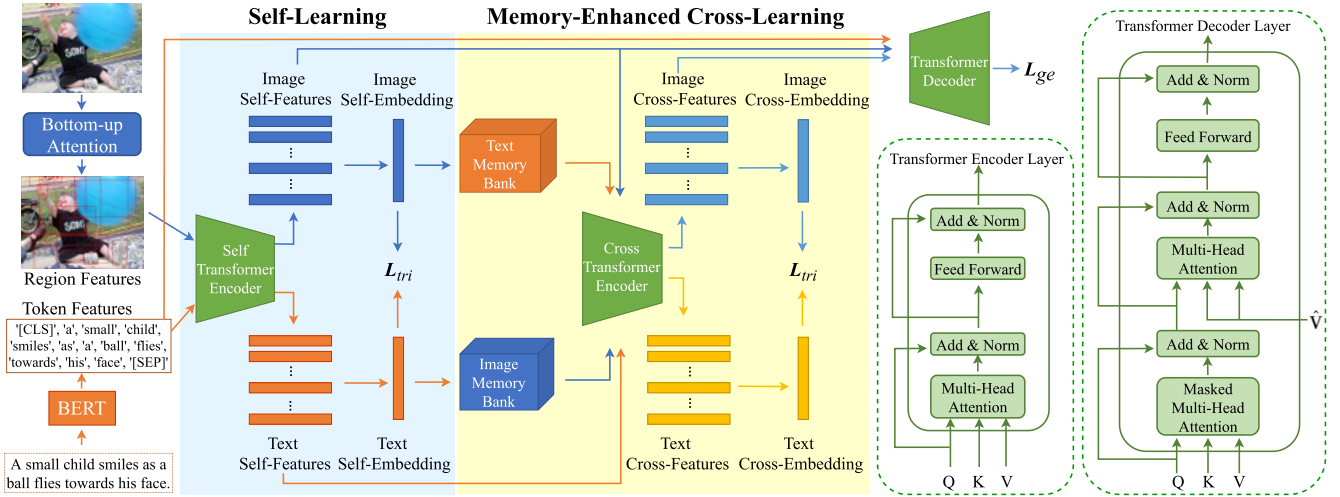 Self-Learning
Memory-Enhanced Cross-Learning
Bottom-up
Attention
Region Features
Token Features
'[CLS]', 'a', 'small', 'child',
'smiles', 'as', 'a', 'ball', 'flies',
'towards', 'his', 'face', '[SEP]'
BERT
A small child smiles as a
ball flies towards his face.
Image
Self-Features
Image
Self-Embedding
Self
Transformer
Encoder
L_tri
Text
Self-Features
Text
Self-Embedding
Text
Memory
Bank
Image
Memory
Bank
Image
Cross-Features
Image
Cross-Embedding
Cross
Transformer
Encoder
L_tri
Text
Cross-Features
Text
Cross-Embedding
Transformer
Decoder
L_ge
Transformer Encoder Layer
Add & Norm
Feed Forward
Add & Norm
Multi-Head
Attention
Q K V
Transformer Decoder Layer
Add & Norm
Feed Forward
Add & Norm
Multi-Head
Attention
V̂
Add & Norm
Masked
Multi-Head
Attention
Q K V